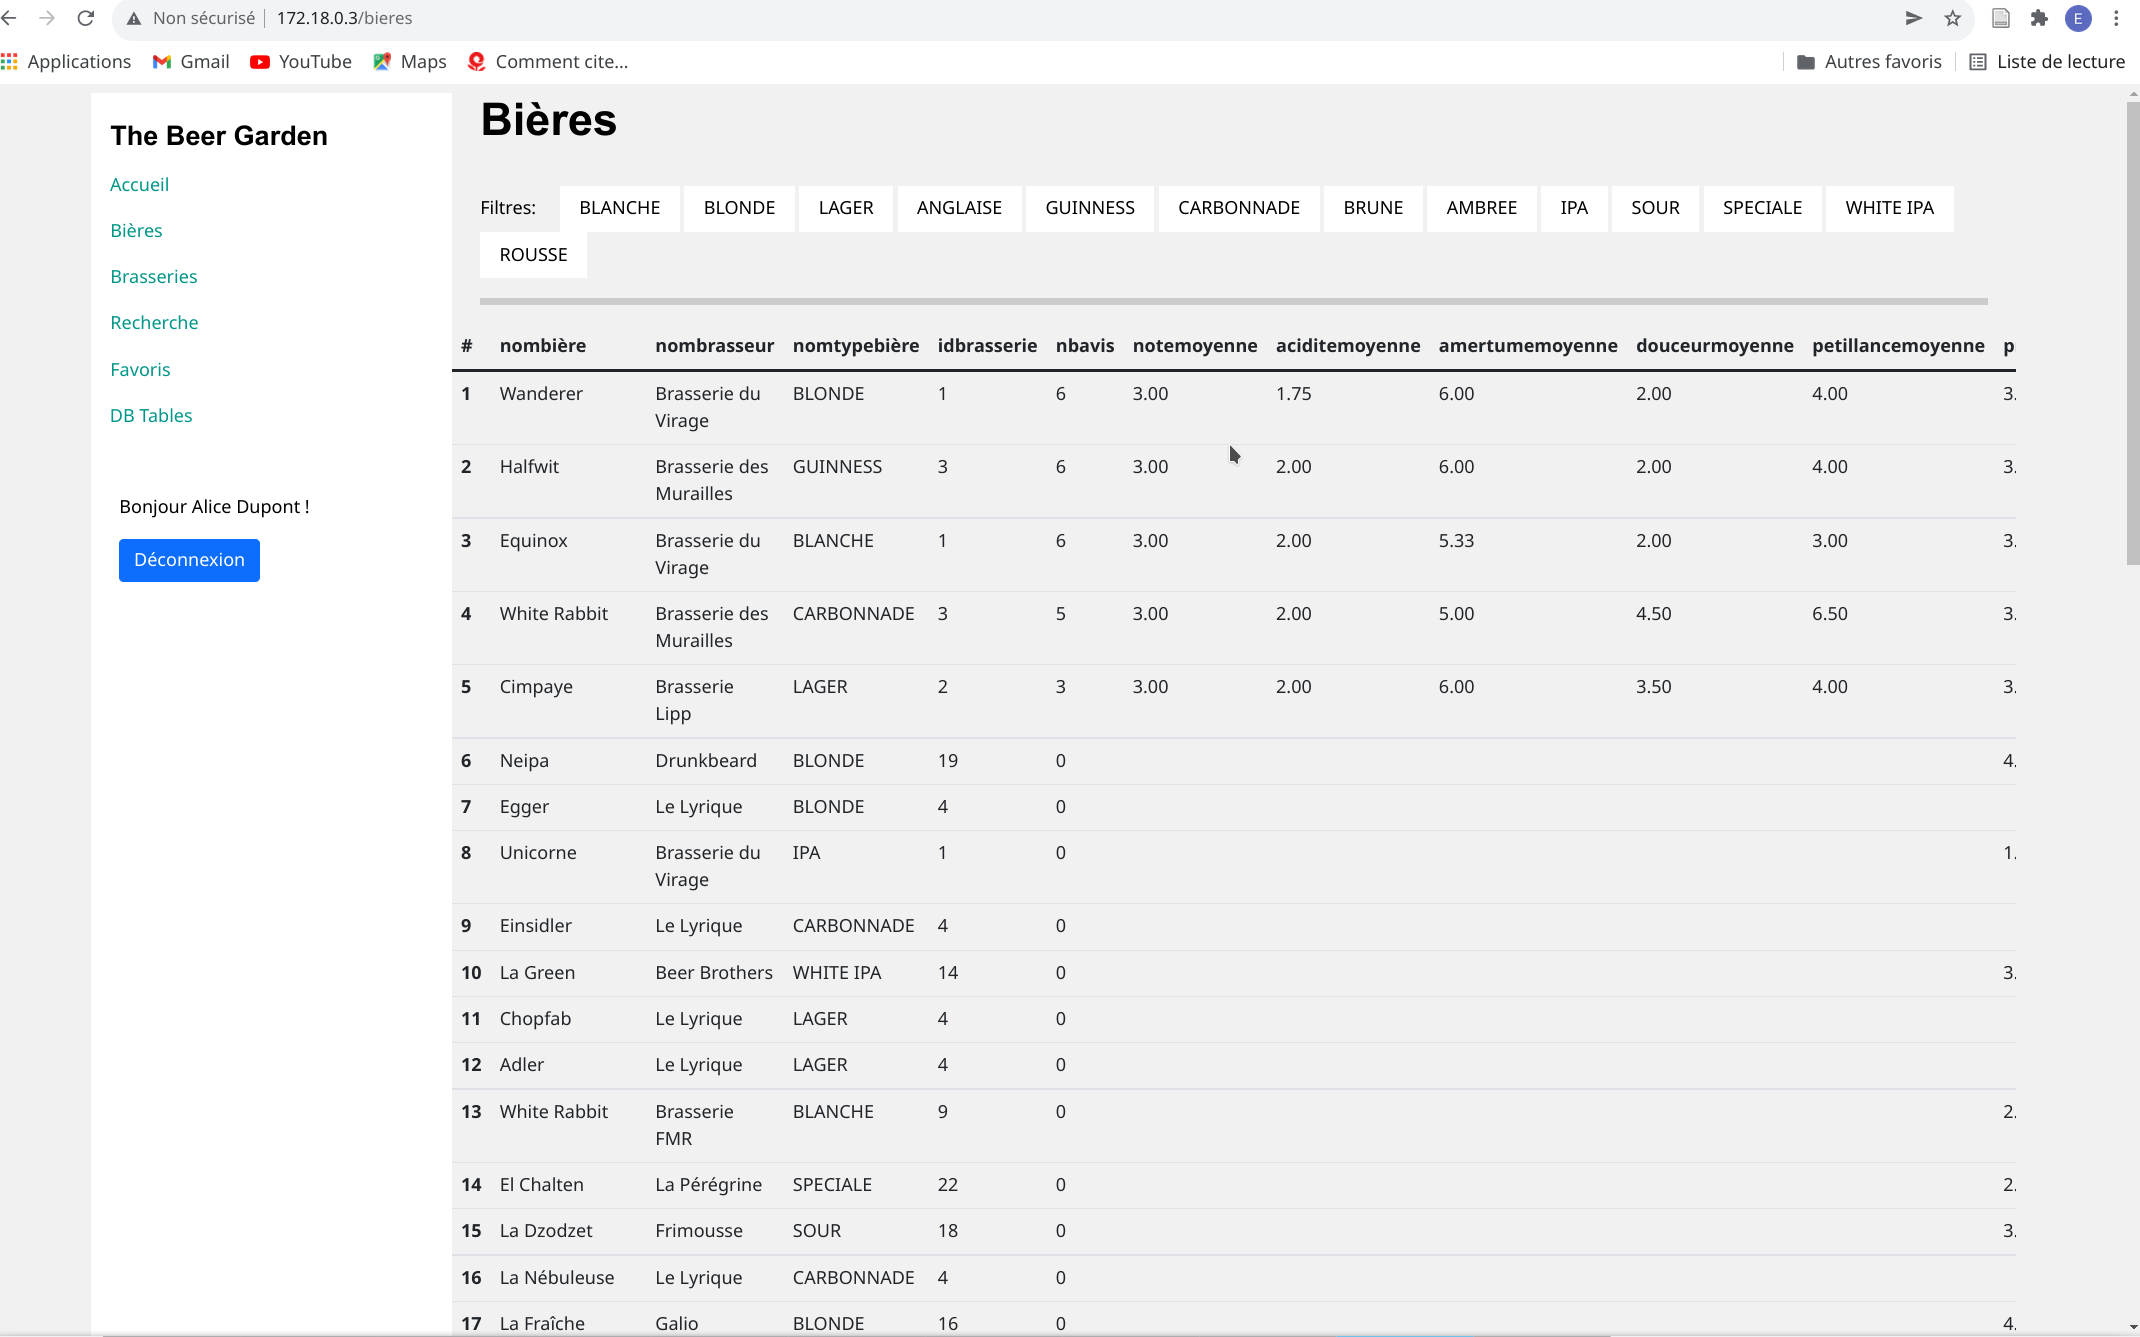 Non sécurisé 172.18.0.3/bieres E
Applications Gmail YouTube Maps Comment cite... Autres favoris Liste de lecture
The Beer Garden
Accueil
Bières
Brasseries
Recherche
Favoris
DB Tables
Bonjour Alice Dupont !
Déconnexion
Bières
Filtres: BLANCHE BLONDE LAGER ANGLAISE GUINNESS CARBONNADE BRUNE AMBREE IPA SOUR SPECIALE WHITE IPA
ROUSSE
# nombière nombrasseur nomtypebière idbrasserie nbavis notemoyenne aciditemoyenne amertumemoyenne douceurmoyenne petillancemoyenne p
1 Wanderer Brasserie du BLONDE 1 6 3.00 1.75 6.00 2.00 4.00 3.
Virage
2 Halfwit Brasserie des GUINNESS 3 6 3.00 2.00 6.00 2.00 4.00 3.
Murailles
3 Equinox Brasserie du BLANCHE 1 6 3.00 2.00 5.33 2.00 3.00 3.
Virage
4 White Rabbit Brasserie des CARBONNADE 3 5 3.00 2.00 5.00 4.50 6.50 3.
Murailles
5 Cimpaye Brasserie LAGER 2 3 3.00 2.00 6.00 3.50 4.00 3.
Lipp
6 Neipa Drunkbeard BLONDE 19 0 4.
7 Egger Le Lyrique BLONDE 4 0
8 Unicorne Brasserie du IPA 1 0 1.
Virage
9 Einsidler Le Lyrique CARBONNADE 4 0
10 La Green Beer Brothers WHITE IPA 14 0 3.
11 Chopfab Le Lyrique LAGER 4 0
12 Adler Le Lyrique LAGER 4 0
13 White Rabbit Brasserie BLANCHE 9 0 2.
FMR
14 El Chalten La Pérégrine SPECIALE 22 0 2.
15 La Dzodzet Frimousse SOUR 18 0 3.
16 La Nébuleuse Le Lyrique CARBONNADE 4 0
17 La Fraîche Galio BLONDE 16 0 4.